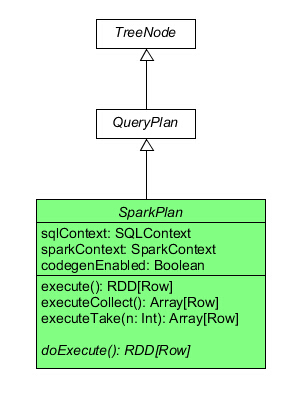 TreeNode
QueryPlan
SparkPlan
sqlContext: SQLContext
sparkContext: SparkContext
codegenEnabled: Boolean
execute(): RDD[Row]
executeCollect(): Array[Row]
executeTake(n: Int): Array[Row]
doExecute(): RDD[Row]